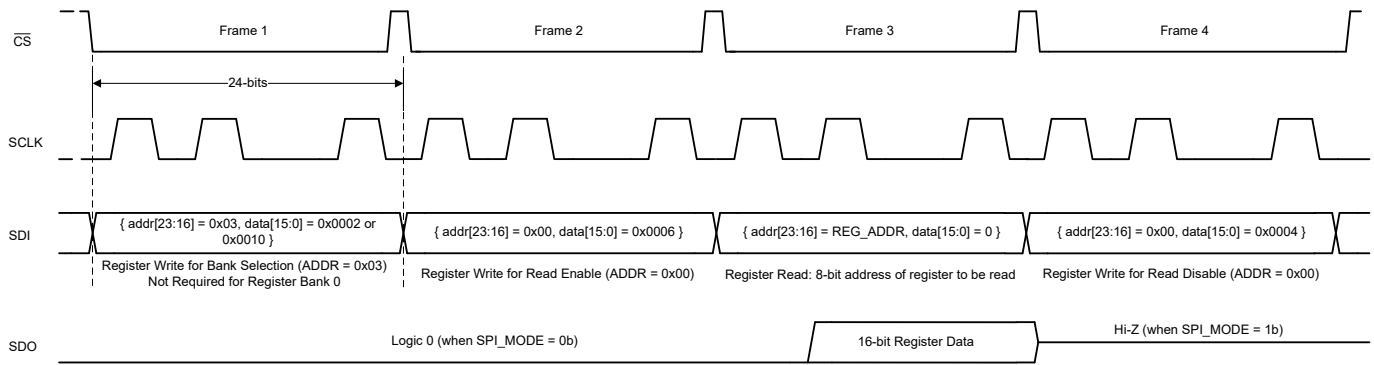 CS
Frame 1
Frame 2
Frame 3
Frame 4
24-bits
SCLK
SDI
{ addr[23:16] = 0x03, data[15:0] = 0x0002 or
0x0010 }
{ addr[23:16] = 0x00, data[15:0] = 0x0006 }
{ addr[23:16] = REG_ADDR, data[15:0] = 0 }
{ addr[23:16] = 0x00, data[15:0] = 0x0004 }
Register Write for Bank Selection (ADDR = 0x03)
Not Required for Register Bank 0
Register Write for Read Enable (ADDR = 0x00)
Register Read: 8-bit address of register to be read
Register Write for Read Disable (ADDR = 0x00)
SDO
Logic 0 (when SPI_MODE = 0b)
16-bit Register Data
Hi-Z (when SPI_MODE = 1b)